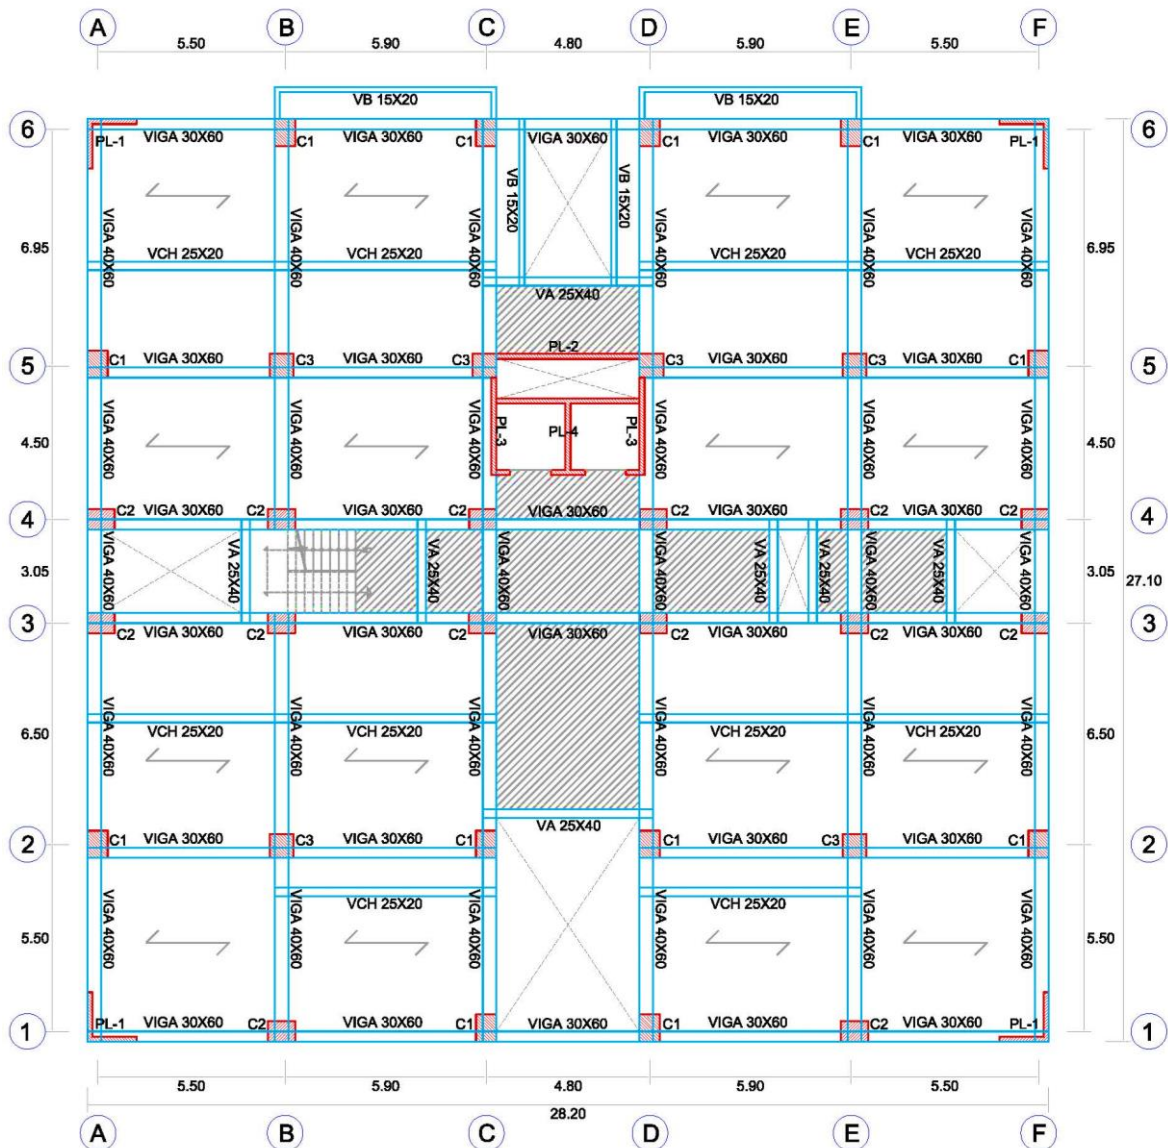 A B C D E F
5.50 5.90 4.80 5.90 5.50
VB 15X20 VB 15X20
6 VIGA 30X60 VIGA 30X60 VIGA 30X60 VIGA 30X60 VIGA 30X60 6
PL-1 C1 C1 C1 C1 PL-1
VB 15X20 VB 15X20
VIGA 40X60 VIGA 40X60 VIGA 40X60 VIGA 40X60 VIGA 40X60 VIGA 40X60
6.95 VCH 25X20 VCH 25X20 VCH 25X20 VCH 25X20 6.95
VA 25X40
PL-2
5 C1 VIGA 30X60 C3 VIGA 30X60 C3 C3 VIGA 30X60 C3 VIGA 30X60 C1 5
4.50 VIGA 40X60 VIGA 40X60 VIGA 40X60 PL-3 PL-4 PL-3 VIGA 40X60 VIGA 40X60 VIGA 40X60 4.50
4 C2 VIGA 30X60 C2 VIGA 30X60 C2 VIGA 30X60 C2 VIGA 30X60 C2 VIGA 30X60 C2 4
3.05 VIGA 40X60 VA 25X40 VA 25X40 VIGA 40X60 VIGA 40X60 VA 25X40 VA 25X40 VIGA 40X60 VA 25X40 VIGA 40X60 3.05 27.10
3 C2 VIGA 30X60 C2 VIGA 30X60 C2 VIGA 30X60 C2 VIGA 30X60 C2 VIGA 30X60 C2 3
6.50 VIGA 40X60 VIGA 40X60 VIGA 40X60 VIGA 40X60 VIGA 40X60 VIGA 40X60 6.50
VCH 25X20 VCH 25X20 VCH 25X20 VCH 25X20
VA 25X40
2 C1 VIGA 30X60 C3 VIGA 30X60 C1 C1 VIGA 30X60 C3 VIGA 30X60 C1 2
VCH 25X20 VCH 25X20
5.50 VIGA 40X60 VIGA 40X60 VIGA 40X60 VIGA 40X60 VIGA 40X60 VIGA 40X60 5.50
1 PL-1 VIGA 30X60 C2 VIGA 30X60 C1 VIGA 30X60 C1 VIGA 30X60 C2 VIGA 30X60 PL-1 1
5.50 5.90 4.80 5.90 5.50
28.20
A B C D E F